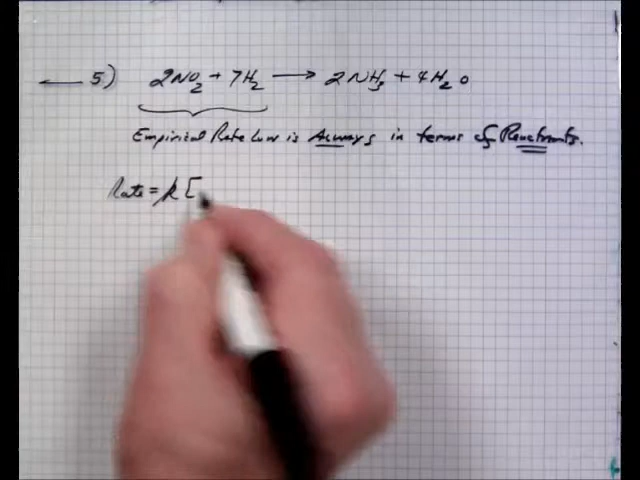 5) 2NO₂ + 7H₂ → 2NH₃ + 4H₂O
Empirical Rate Law is Always in terms of Reactants.
Rate = k [